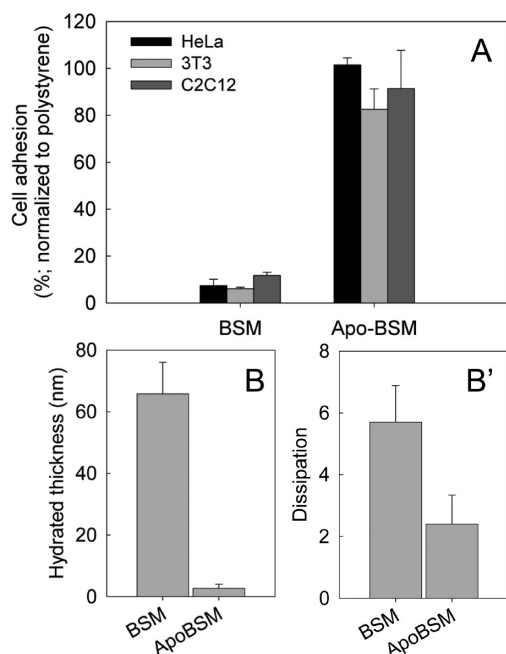 A
HeLa
3T3
C2C12
Cell adhesion
(%; normalized to polystyrene)
120
100
80
60
40
20
0
BSM
Apo-BSM
B
Hydrated thickness (nm)
80
60
40
20
0
BSM
ApoBSM
B'
Dissipation
8
6
4
2
0
BSM
ApoBSM